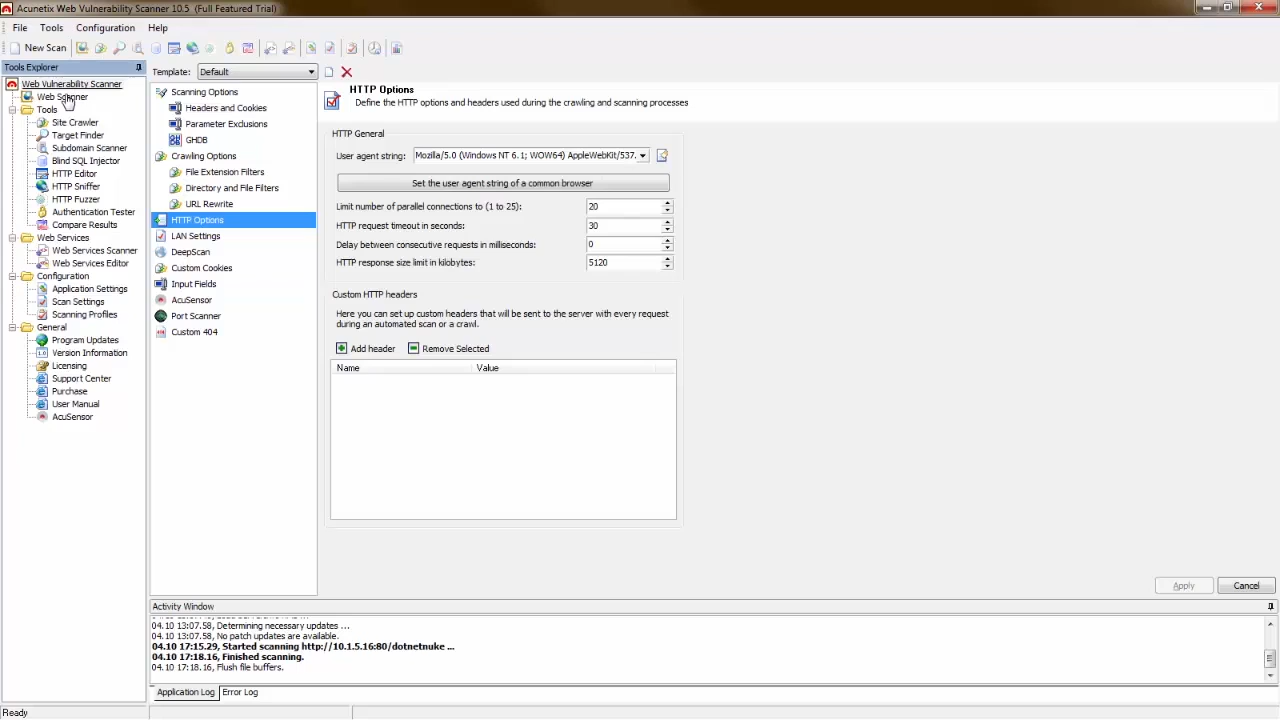 Acunetix Web Vulnerability Scanner 10.5 (Full Featured Trial)
File Tools Configuration Help
New Scan
Tools Explorer
Web Vulnerability Scanner
Web Scanner
Tools
Site Crawler
Target Finder
Subdomain Scanner
Blind SQL Injector
HTTP Editor
HTTP Sniffer
HTTP Fuzzer
Authentication Tester
Compare Results
Web Services
Web Services Scanner
Web Services Editor
Configuration
Application Settings
Scan Settings
Scanning Profiles
General
Program Updates
Version Information
Licensing
Support Center
Purchase
User Manual
AcuSensor
Template: Default
Scanning Options
Headers and Cookies
Parameter Exclusions
GHDB
Crawling Options
File Extension Filters
Directory and File Filters
URL Rewrite
HTTP Options
LAN Settings
DeepScan
Custom Cookies
Input Fields
AcuSensor
Port Scanner
Custom 404
HTTP Options
Define the HTTP options and headers used during the crawling and scanning processes
HTTP General
User agent string: Mozilla/5.0 (Windows NT 6.1; WOW64) AppleWebKit/537.
Set the user agent string of a common browser
Limit number of parallel connections to (1 to 25): 20
HTTP request timeout in seconds: 30
Delay between consecutive requests in milliseconds: 0
HTTP response size limit in kilobytes: 5120
Custom HTTP headers
Here you can set up custom headers that will be sent to the server with every request
during an automated scan or a crawl.
Add header Remove Selected
Name Value
Apply Cancel
Activity Window
04.10 13:07.58, Determining necessary updates ...
04.10 13:07.58, No patch updates are available.
04.10 17:15.29, Started scanning http://10.1.5.16:80/dotnetnuke ...
04.10 17:18.16, Finished scanning.
04.10 17:18.16, Flush file buffers.
Application Log Error Log
Ready